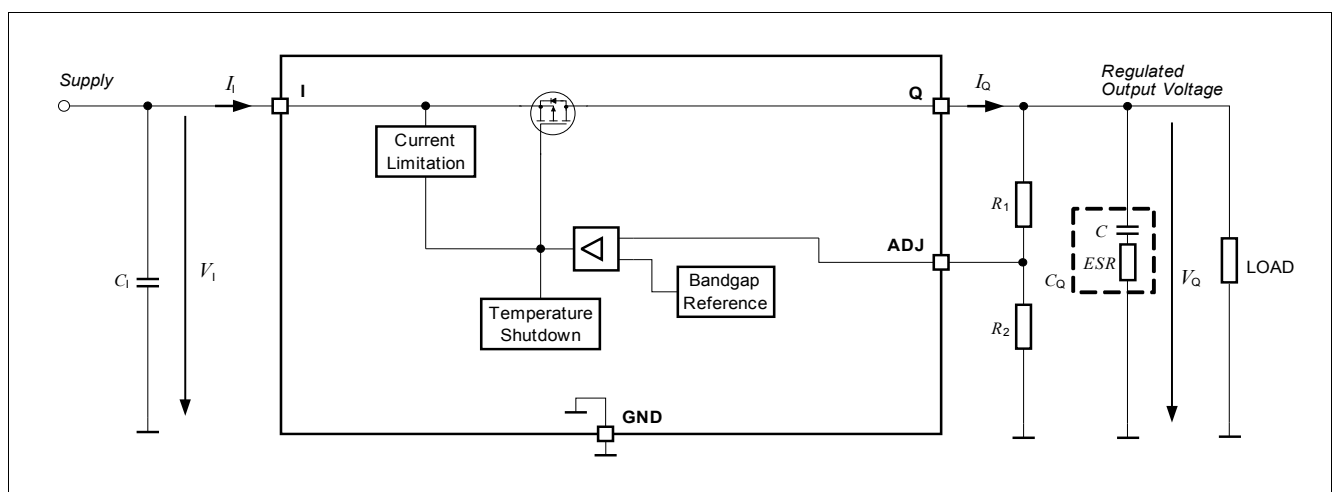 Supply
I_I
I
Q
I_Q
Regulated
Output Voltage
Current
Limitation
R_1
C
ESR
C_Q
V_I
C_I
ADJ
V_Q
LOAD
Bandgap
Reference
Temperature
Shutdown
R_2
GND